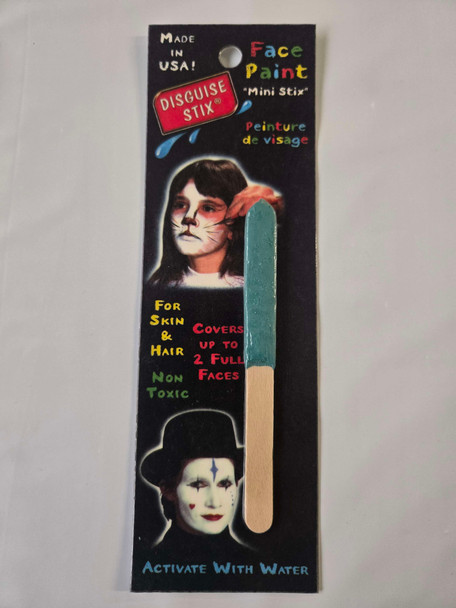 Made
in
USA!
Face
Paint
"Mini Stix"
DISGUISE
STIX®
Peinture
de visage
For
Skin
&
Hair
Covers
up to
2 Full
Faces
Non
Toxic
Activate With Water